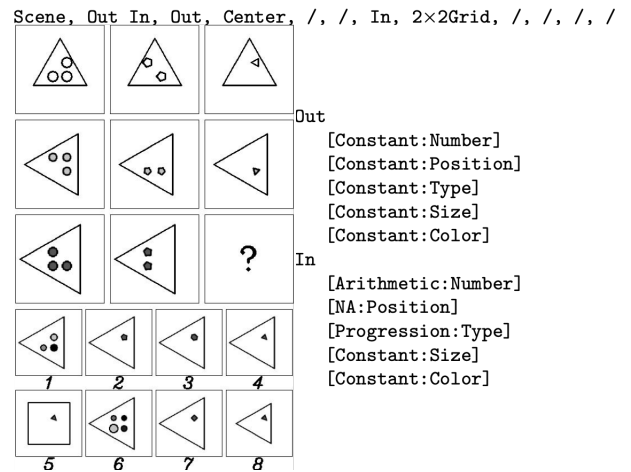 Scene, Out In, Out, Center, /, /, In, 2×2Grid, /, /, /, /
Out
[Constant:Number]
[Constant:Position]
[Constant:Type]
[Constant:Size]
[Constant:Color]
?
In
[Arithmetic:Number]
[NA:Position]
[Progression:Type]
[Constant:Size]
[Constant:Color]
1 2 3 4
5 6 7 8